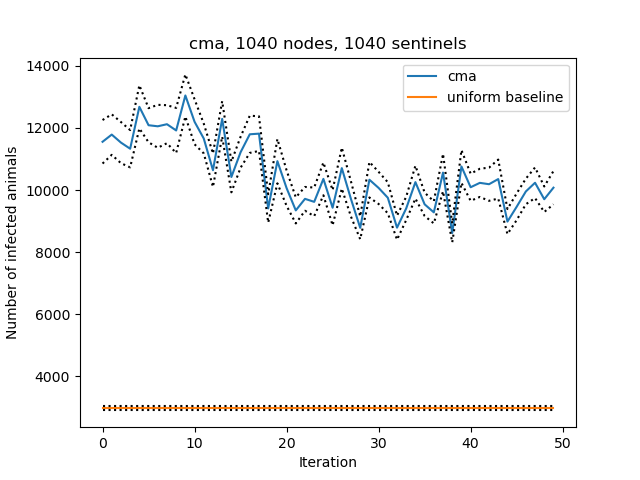 cma, 1040 nodes, 1040 sentinels
cma
uniform baseline
Number of infected animals
14000
12000
10000
8000
6000
4000
0 10 20 30 40 50
Iteration